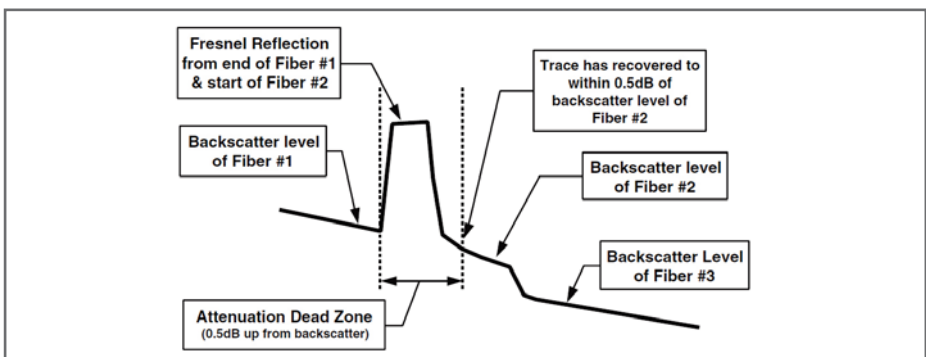 Fresnel Reflection
from end of Fiber #1
& start of Fiber #2
Trace has recovered to
within 0.5dB of
backscatter level of
Fiber #2
Backscatter level
of Fiber #1
Backscatter level
of Fiber #2
Backscatter Level
of Fiber #3
Attenuation Dead Zone
(0.5dB up from backscatter)